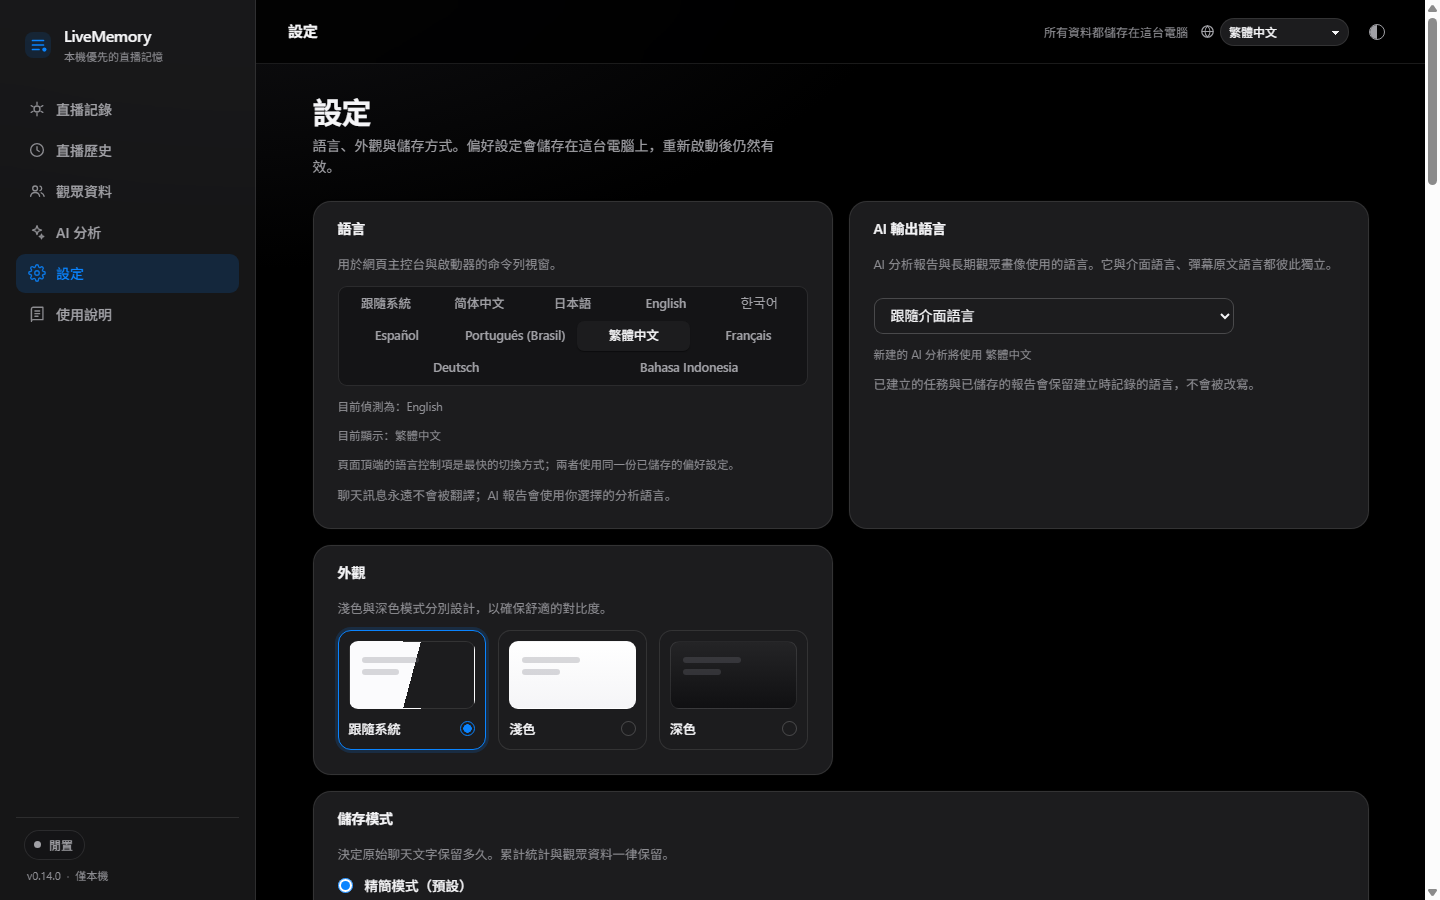 LiveMemory
本機優先的直播記憶
直播記錄
直播歷史
觀眾資料
AI 分析
設定
使用說明
閒置
v0.14.0 · 僅本機
設定
所有資料都儲存在這台電腦
繁體中文
設定
語言、外觀與儲存方式。偏好設定會儲存在這台電腦上，重新啟動後仍然有
效。
語言
用於網頁主控台與啟動器的命令列視窗。
跟隨系統 简体中文 日本語 English 한국어
Español Português (Brasil) 繁體中文 Français
Deutsch Bahasa Indonesia
目前偵測為：English
目前顯示：繁體中文
頁面頂端的語言控制項是最快的切換方式；兩者使用同一份已儲存的偏好設定。
聊天訊息永遠不會被翻譯；AI 報告會使用你選擇的分析語言。
AI 輸出語言
AI 分析報告與長期觀眾畫像使用的語言。它與介面語言、彈幕原文語言都彼此獨立。
跟隨介面語言
新建的 AI 分析將使用 繁體中文
已建立的任務與已儲存的報告會保留建立時記錄的語言，不會被改寫。
外觀
淺色與深色模式分別設計，以確保舒適的對比度。
跟隨系統 淺色 深色
儲存模式
決定原始聊天文字保留多久。累計統計與觀眾資料一律保留。
精簡模式（預設）